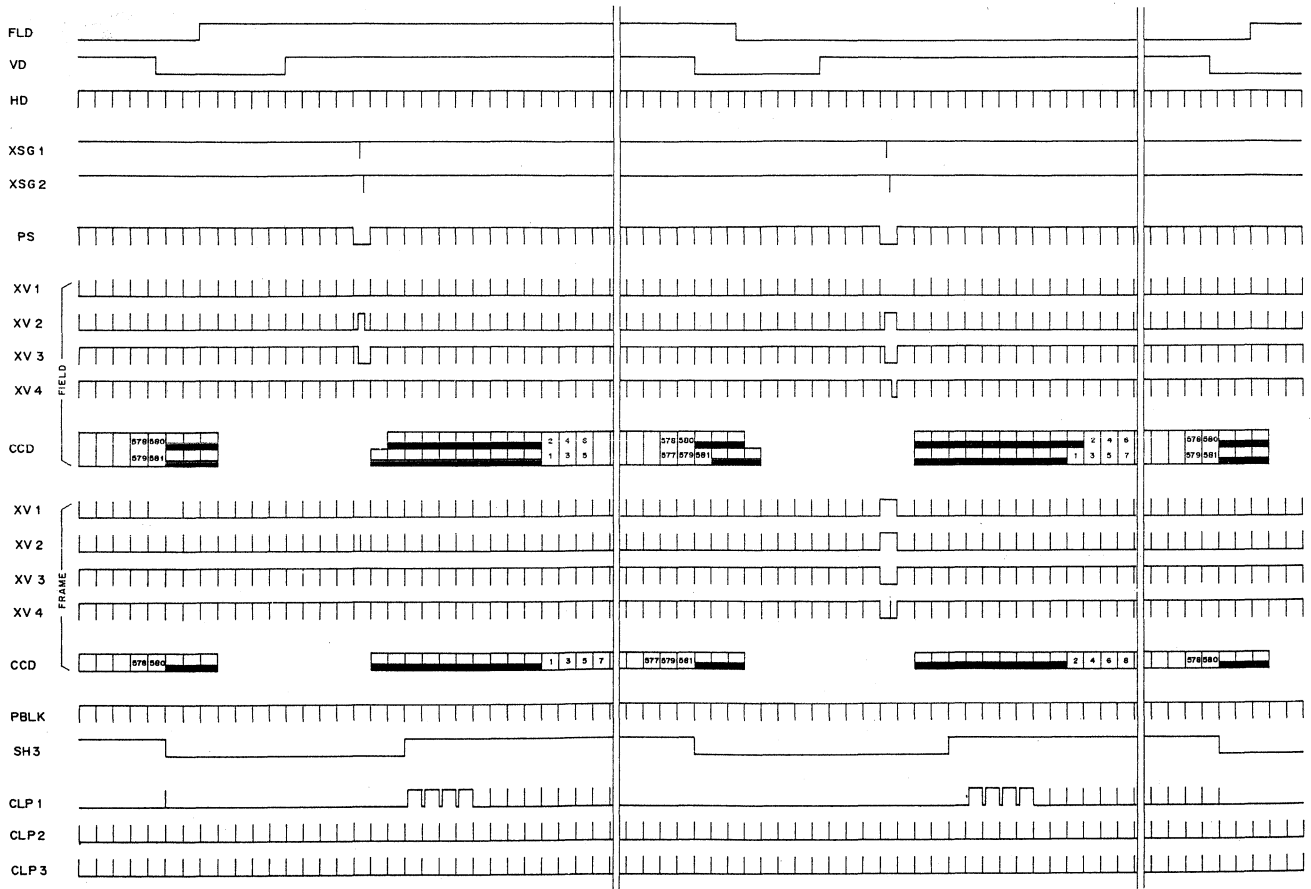 FLD
VD
HD
XSG1
XSG2
PS
FIELD
XV1
XV2
XV3
XV4
CCD
578 580 2 4 6 578 580 2 4 6 578 580
579 581 1 3 5 577 579 581 1 3 5 7 579 581
FRAME
XV1
XV2
XV3
XV4
CCD
578 580 1 3 5 7 577 579 581 2 4 6 8 578 580
PBLK
SH3
CLP1
CLP2
CLP3